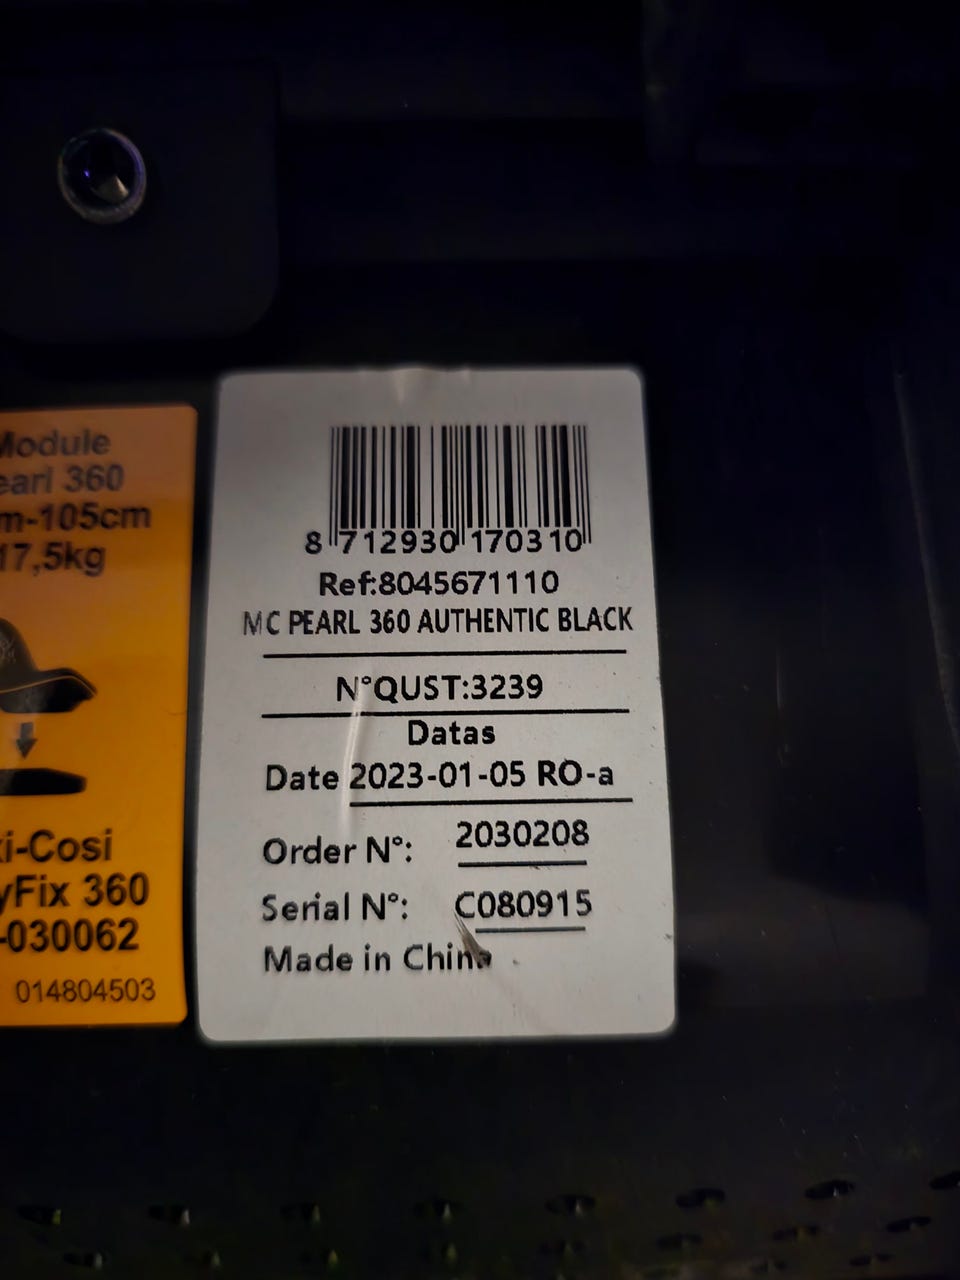 Module
earl 360
m-105cm
17,5kg
i-Cosi
yFix 360
-030062
014804503
8 712930 170310
Ref:8045671110
MC PEARL 360 AUTHENTIC BLACK
N°QUST:3239
Datas
Date 2023-01-05 RO-a
Order N°: 2030208
Serial N°: C080915
Made in China